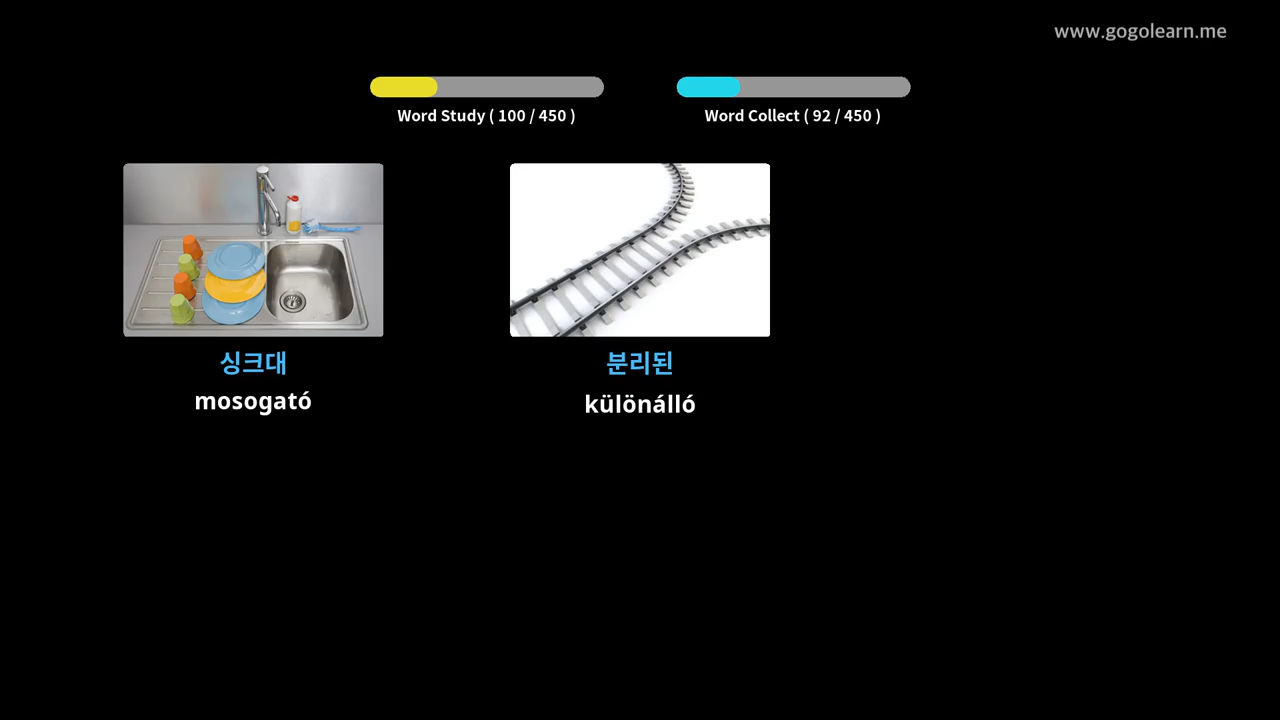 www.gogolearn.me
Word Study ( 100 / 450 )
Word Collect ( 92 / 450 )
싱크대
mosogató
분리된
különálló